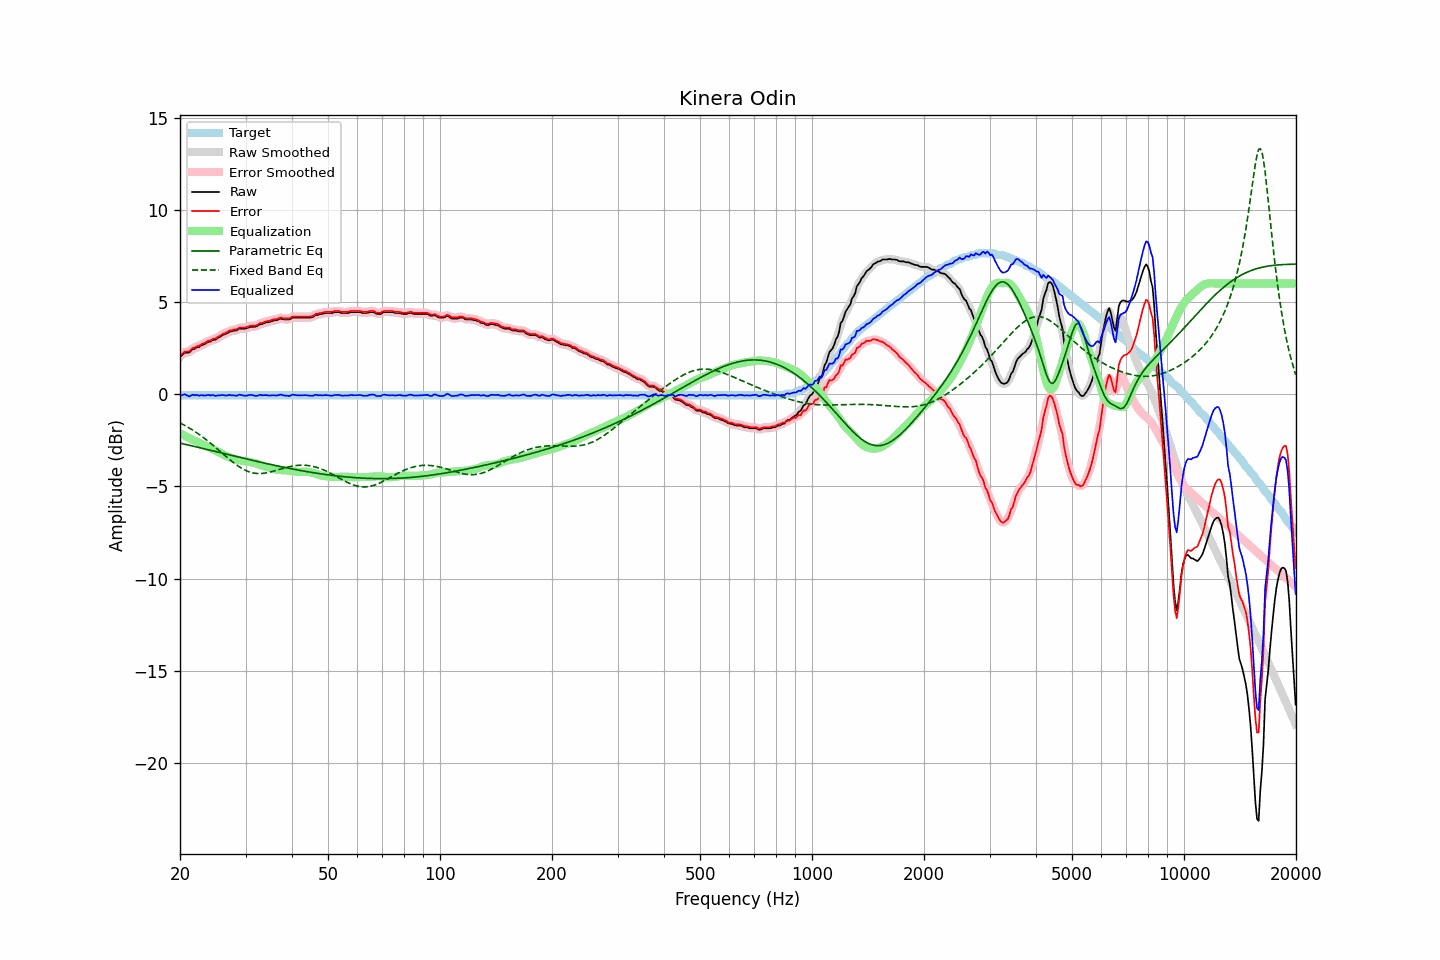 Kinera Odin
15
10
5
0
−5
−10
−15
−20
Amplitude (dBr)
Target
Raw Smoothed
Error Smoothed
Raw
Error
Equalization
Parametric Eq
Fixed Band Eq
Equalized
20 50 100 200 500 1000 2000 5000 10000 20000
Frequency (Hz)